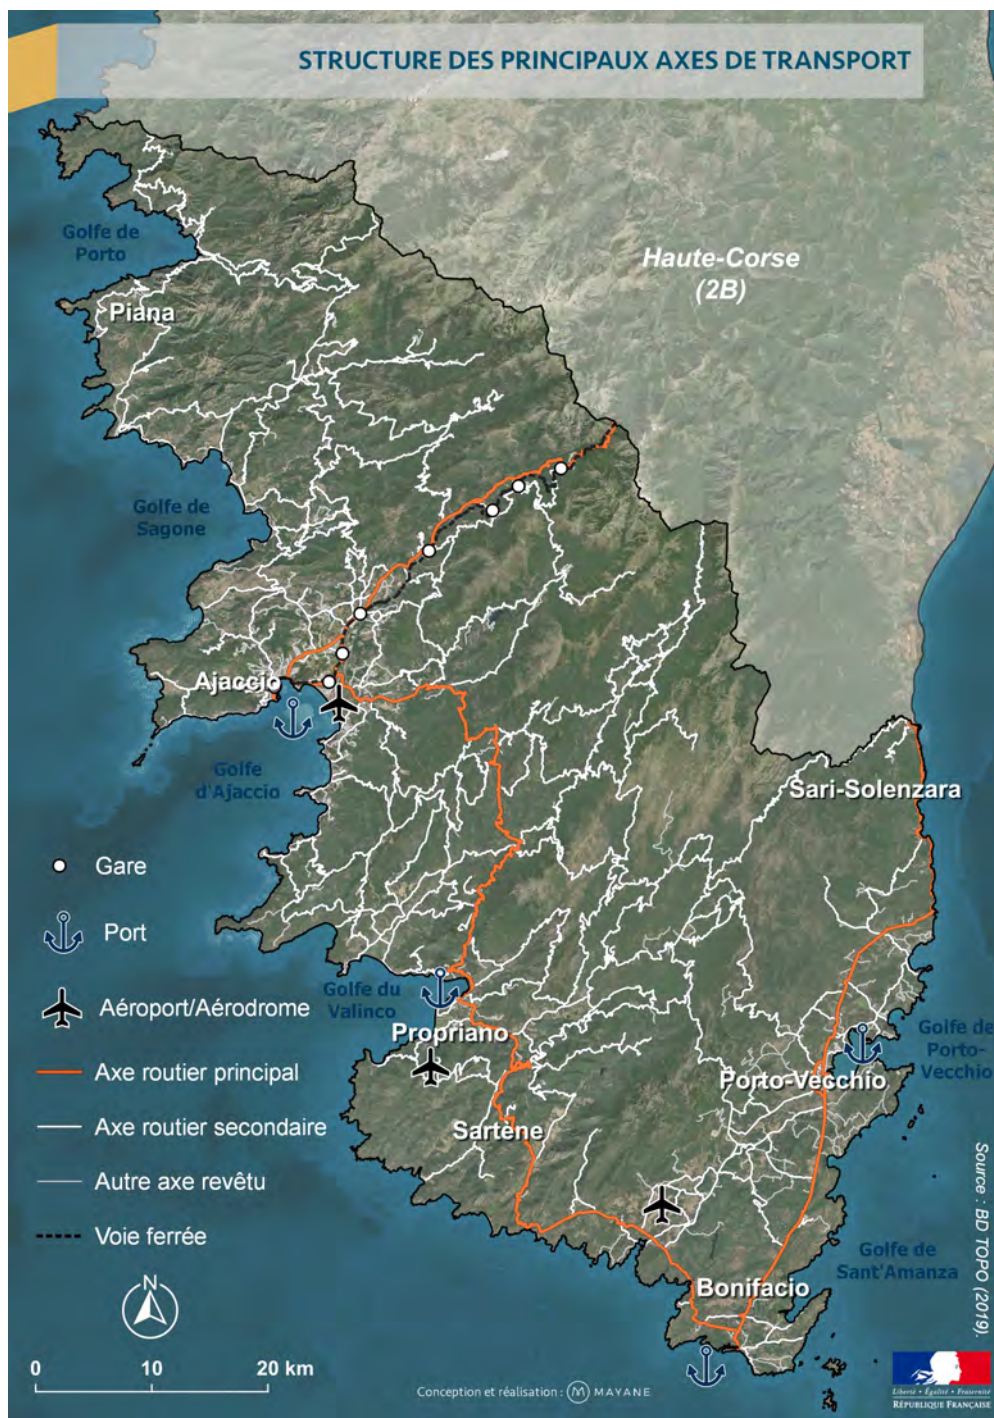 STRUCTURE DES PRINCIPAUX AXES DE TRANSPORT
Golfe de
Porto
Haute-Corse
(2B)
Piana
Golfe de
Sagone
Ajaccio
Golfe
d'Ajaccio
Sari-Solenzara
Gare
Port
Aéroport/Aérodrome
Golfe du
Valinco
Propriano
Golfe de
Porto-
Vecchio
Axe routier principal
Porto-Vecchio
Axe routier secondaire
Sartène
Autre axe revêtu
Voie ferrée
Golfe de
Sant'Amanza
Source : BD TOPO (2019).
Bonifacio
N
0 10 20 km
Conception et réalisation : M MAYANE
Liberté • Égalité • Fraternité
RÉPUBLIQUE FRANÇAISE